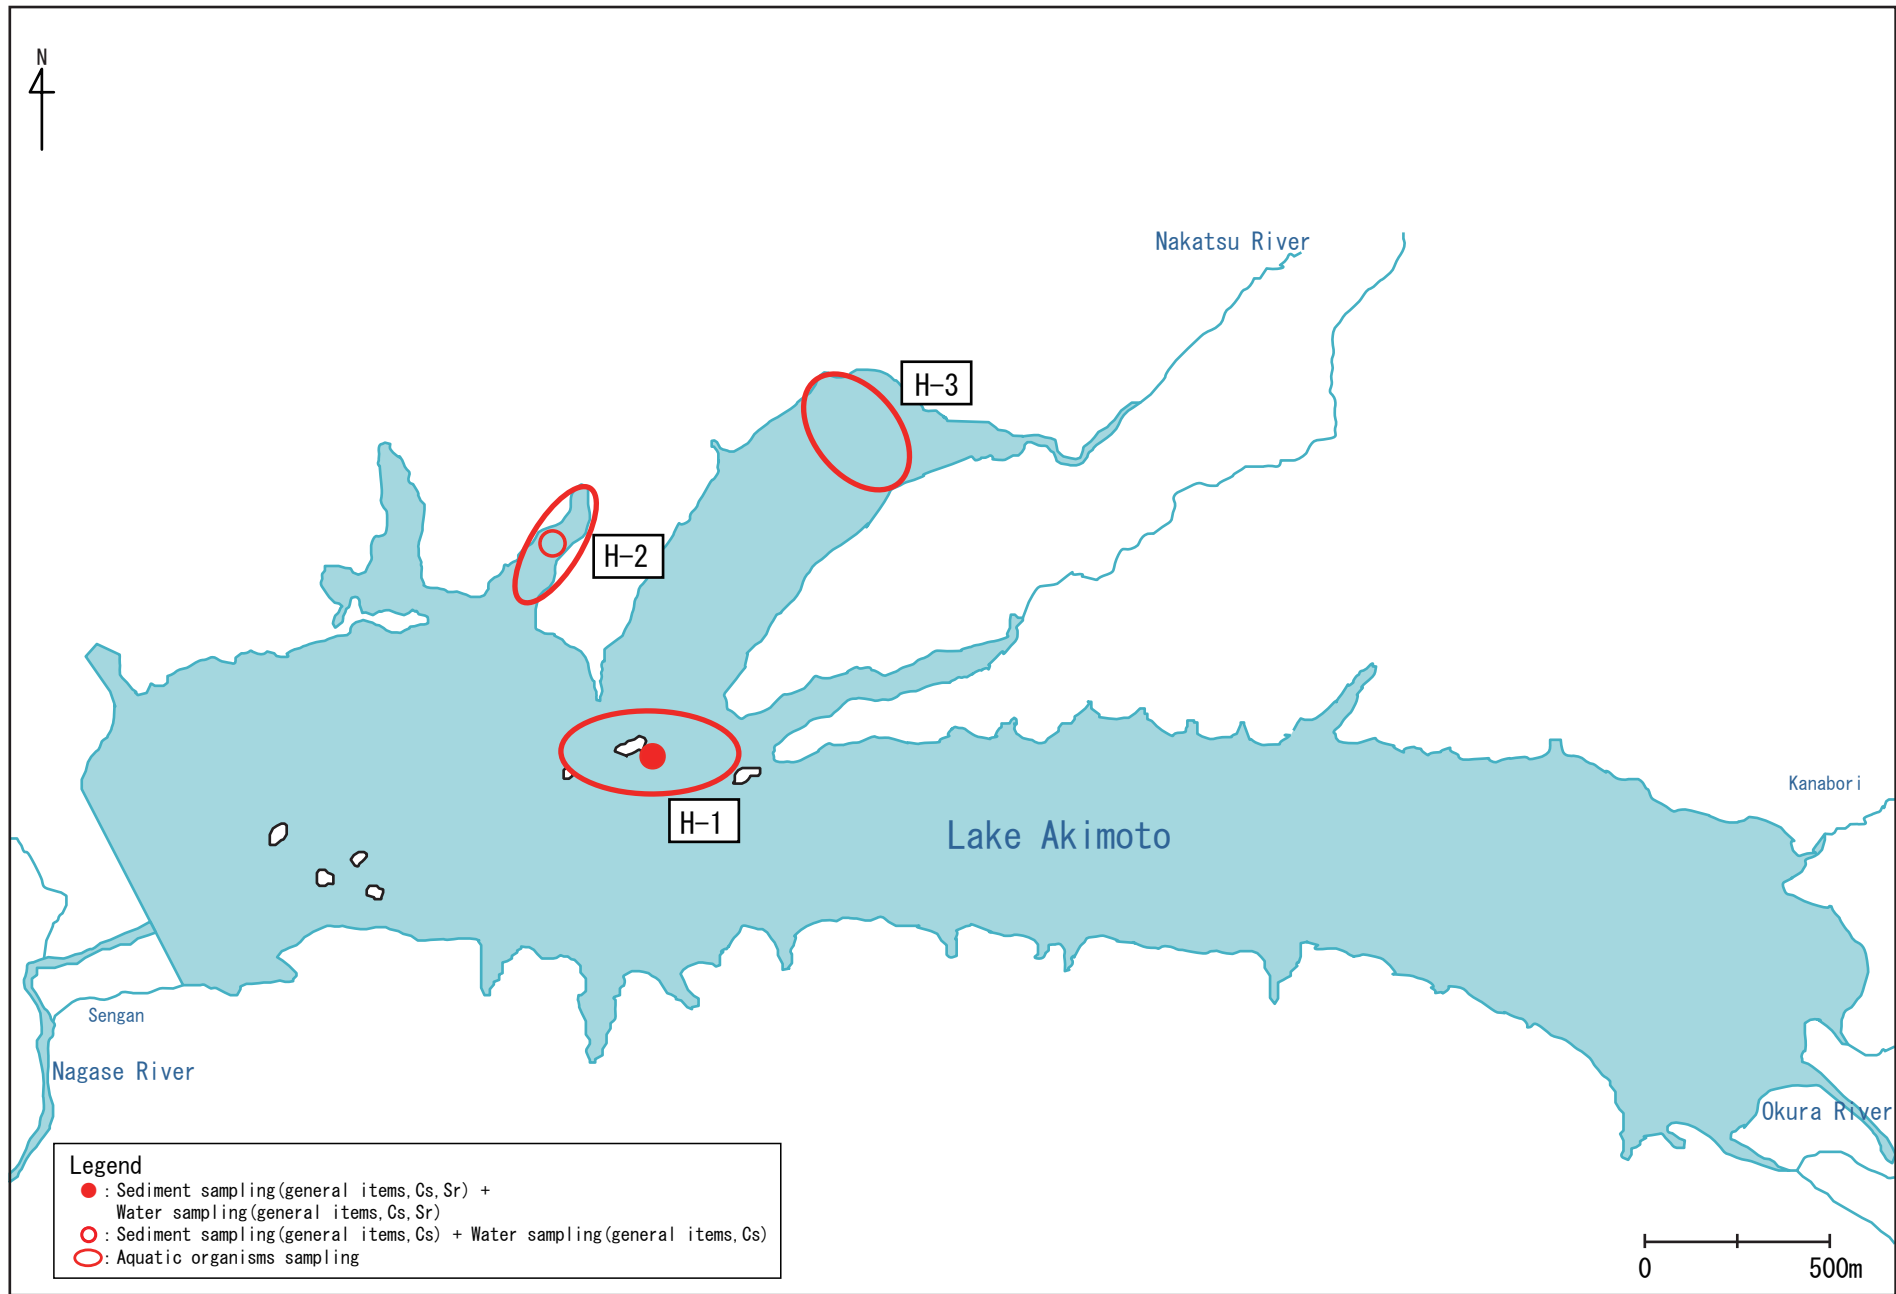 N
Nakatsu River
H-3
H-2
Kanabori
H-1
Lake Akimoto
Sengan
Nagase River
Okura River
Legend
: Sediment sampling(general items,Cs,Sr) +
Water sampling(general items,Cs,Sr)
: Sediment sampling(general items,Cs) + Water sampling(general items,Cs)
: Aquatic organisms sampling
0 500m